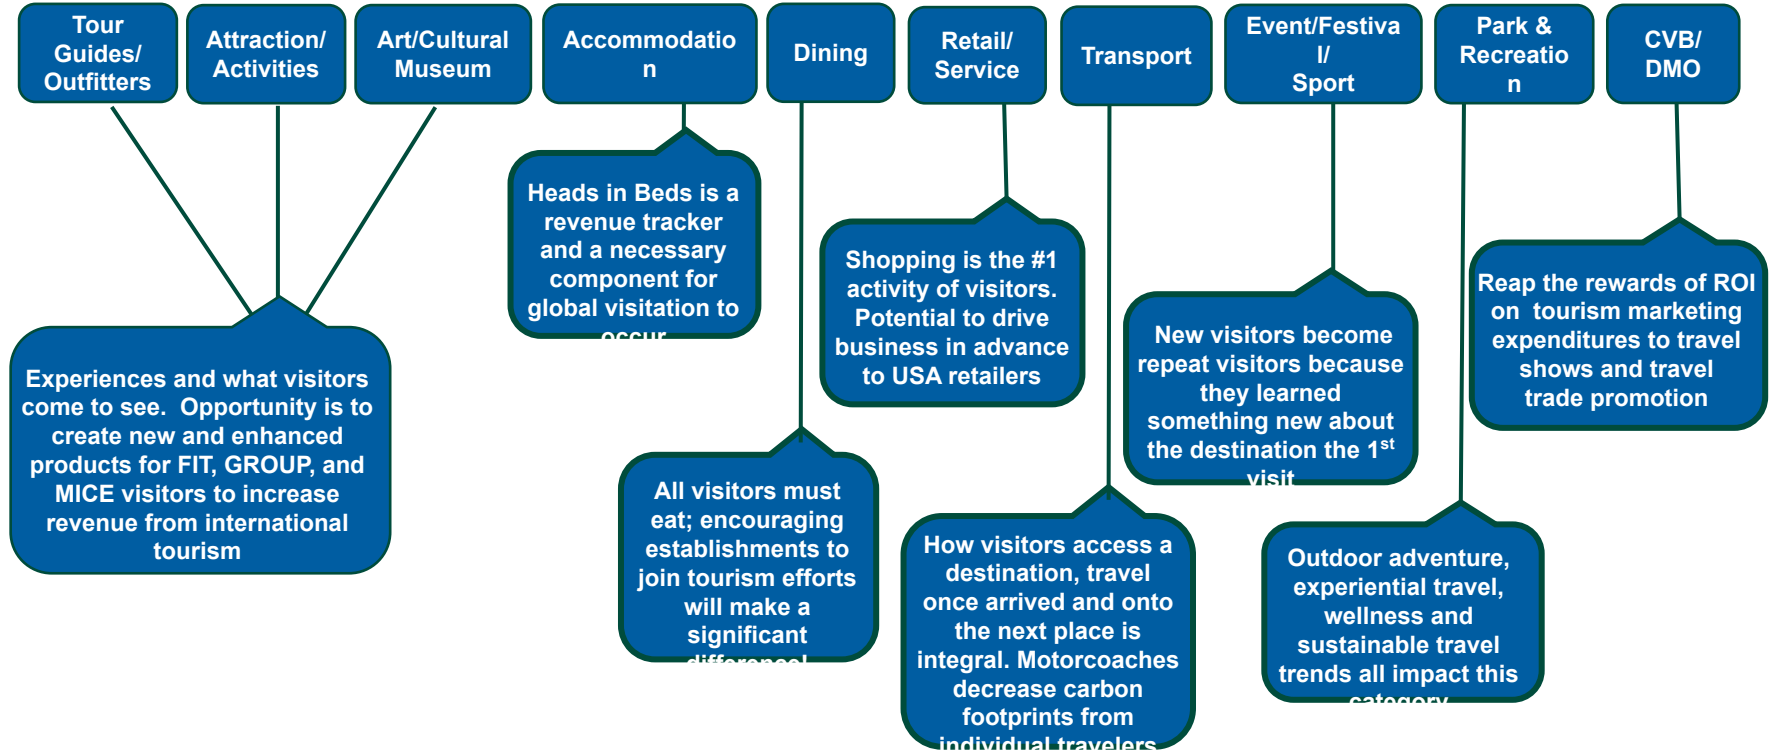 Tour
Guides/
Outfitters
Attraction/
Activities
Art/Cultural
Museum
Accommodatio
n
Dining
Retail/
Service
Transport
Event/Festiva
l/
Sport
Park &
Recreatio
n
CVB/
DMO
Experiences and what visitors
come to see.  Opportunity is to
create new and enhanced
products for FIT, GROUP, and
MICE visitors to increase
revenue from international
tourism
Heads in Beds is a
revenue tracker
and a necessary
component for
global visitation to
occur
All visitors must
eat; encouraging
establishments to
join tourism efforts
will make a
significant
difference!
Shopping is the #1
activity of visitors.
Potential to drive
business in advance
to USA retailers
How visitors access a
destination, travel
once arrived and onto
the next place is
integral. Motorcoaches
decrease carbon
footprints from
individual travelers
New visitors become
repeat visitors because
they learned
something new about
the destination the 1st
visit
Outdoor adventure,
experiential travel,
wellness and
sustainable travel
trends all impact this
category
Reap the rewards of ROI
on  tourism marketing
expenditures to travel
shows and travel
trade promotion